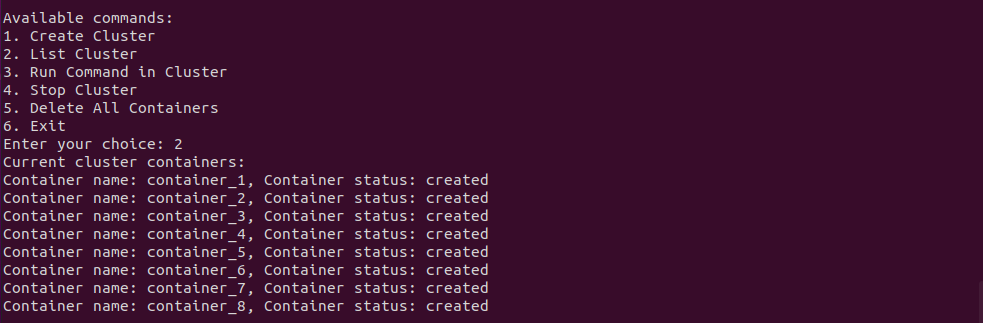 Available commands:
1. Create Cluster
2. List Cluster
3. Run Command in Cluster
4. Stop Cluster
5. Delete All Containers
6. Exit
Enter your choice: 2
Current cluster containers:
Container name: container_1, Container status: created
Container name: container_2, Container status: created
Container name: container_3, Container status: created
Container name: container_4, Container status: created
Container name: container_5, Container status: created
Container name: container_6, Container status: created
Container name: container_7, Container status: created
Container name: container_8, Container status: created